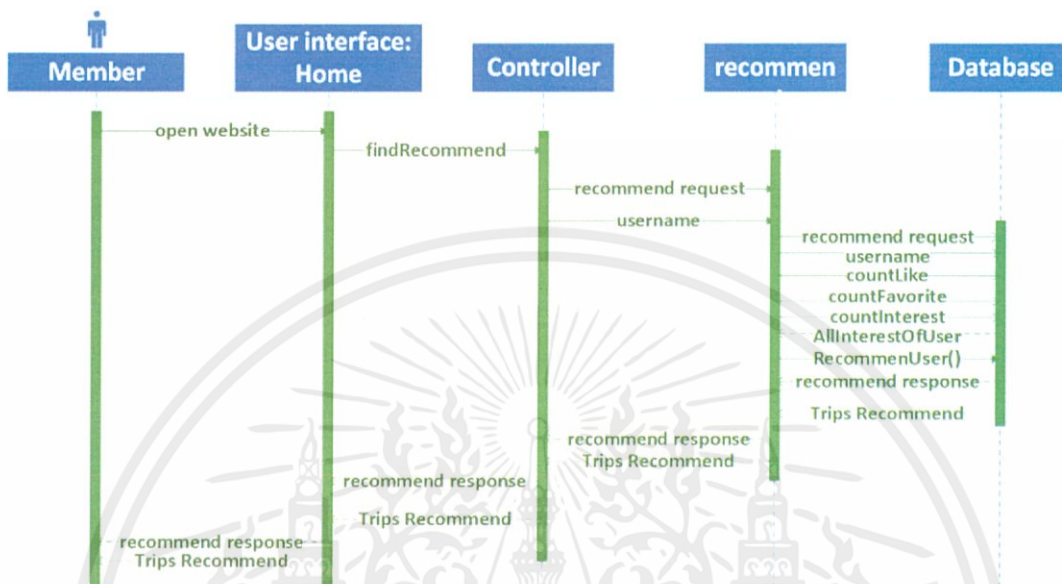 Member
User interface:
Home
Controller
recommen
Database
open website
findRecommend
recommend request
username
recommend request
username
countLike
countFavorite
countInterest
AllInterestOfUser
RecommenUser()
recommend response
Trips Recommend
recommend response
Trips Recommend
recommend response
Trips Recommend
recommend response
Trips Recommend